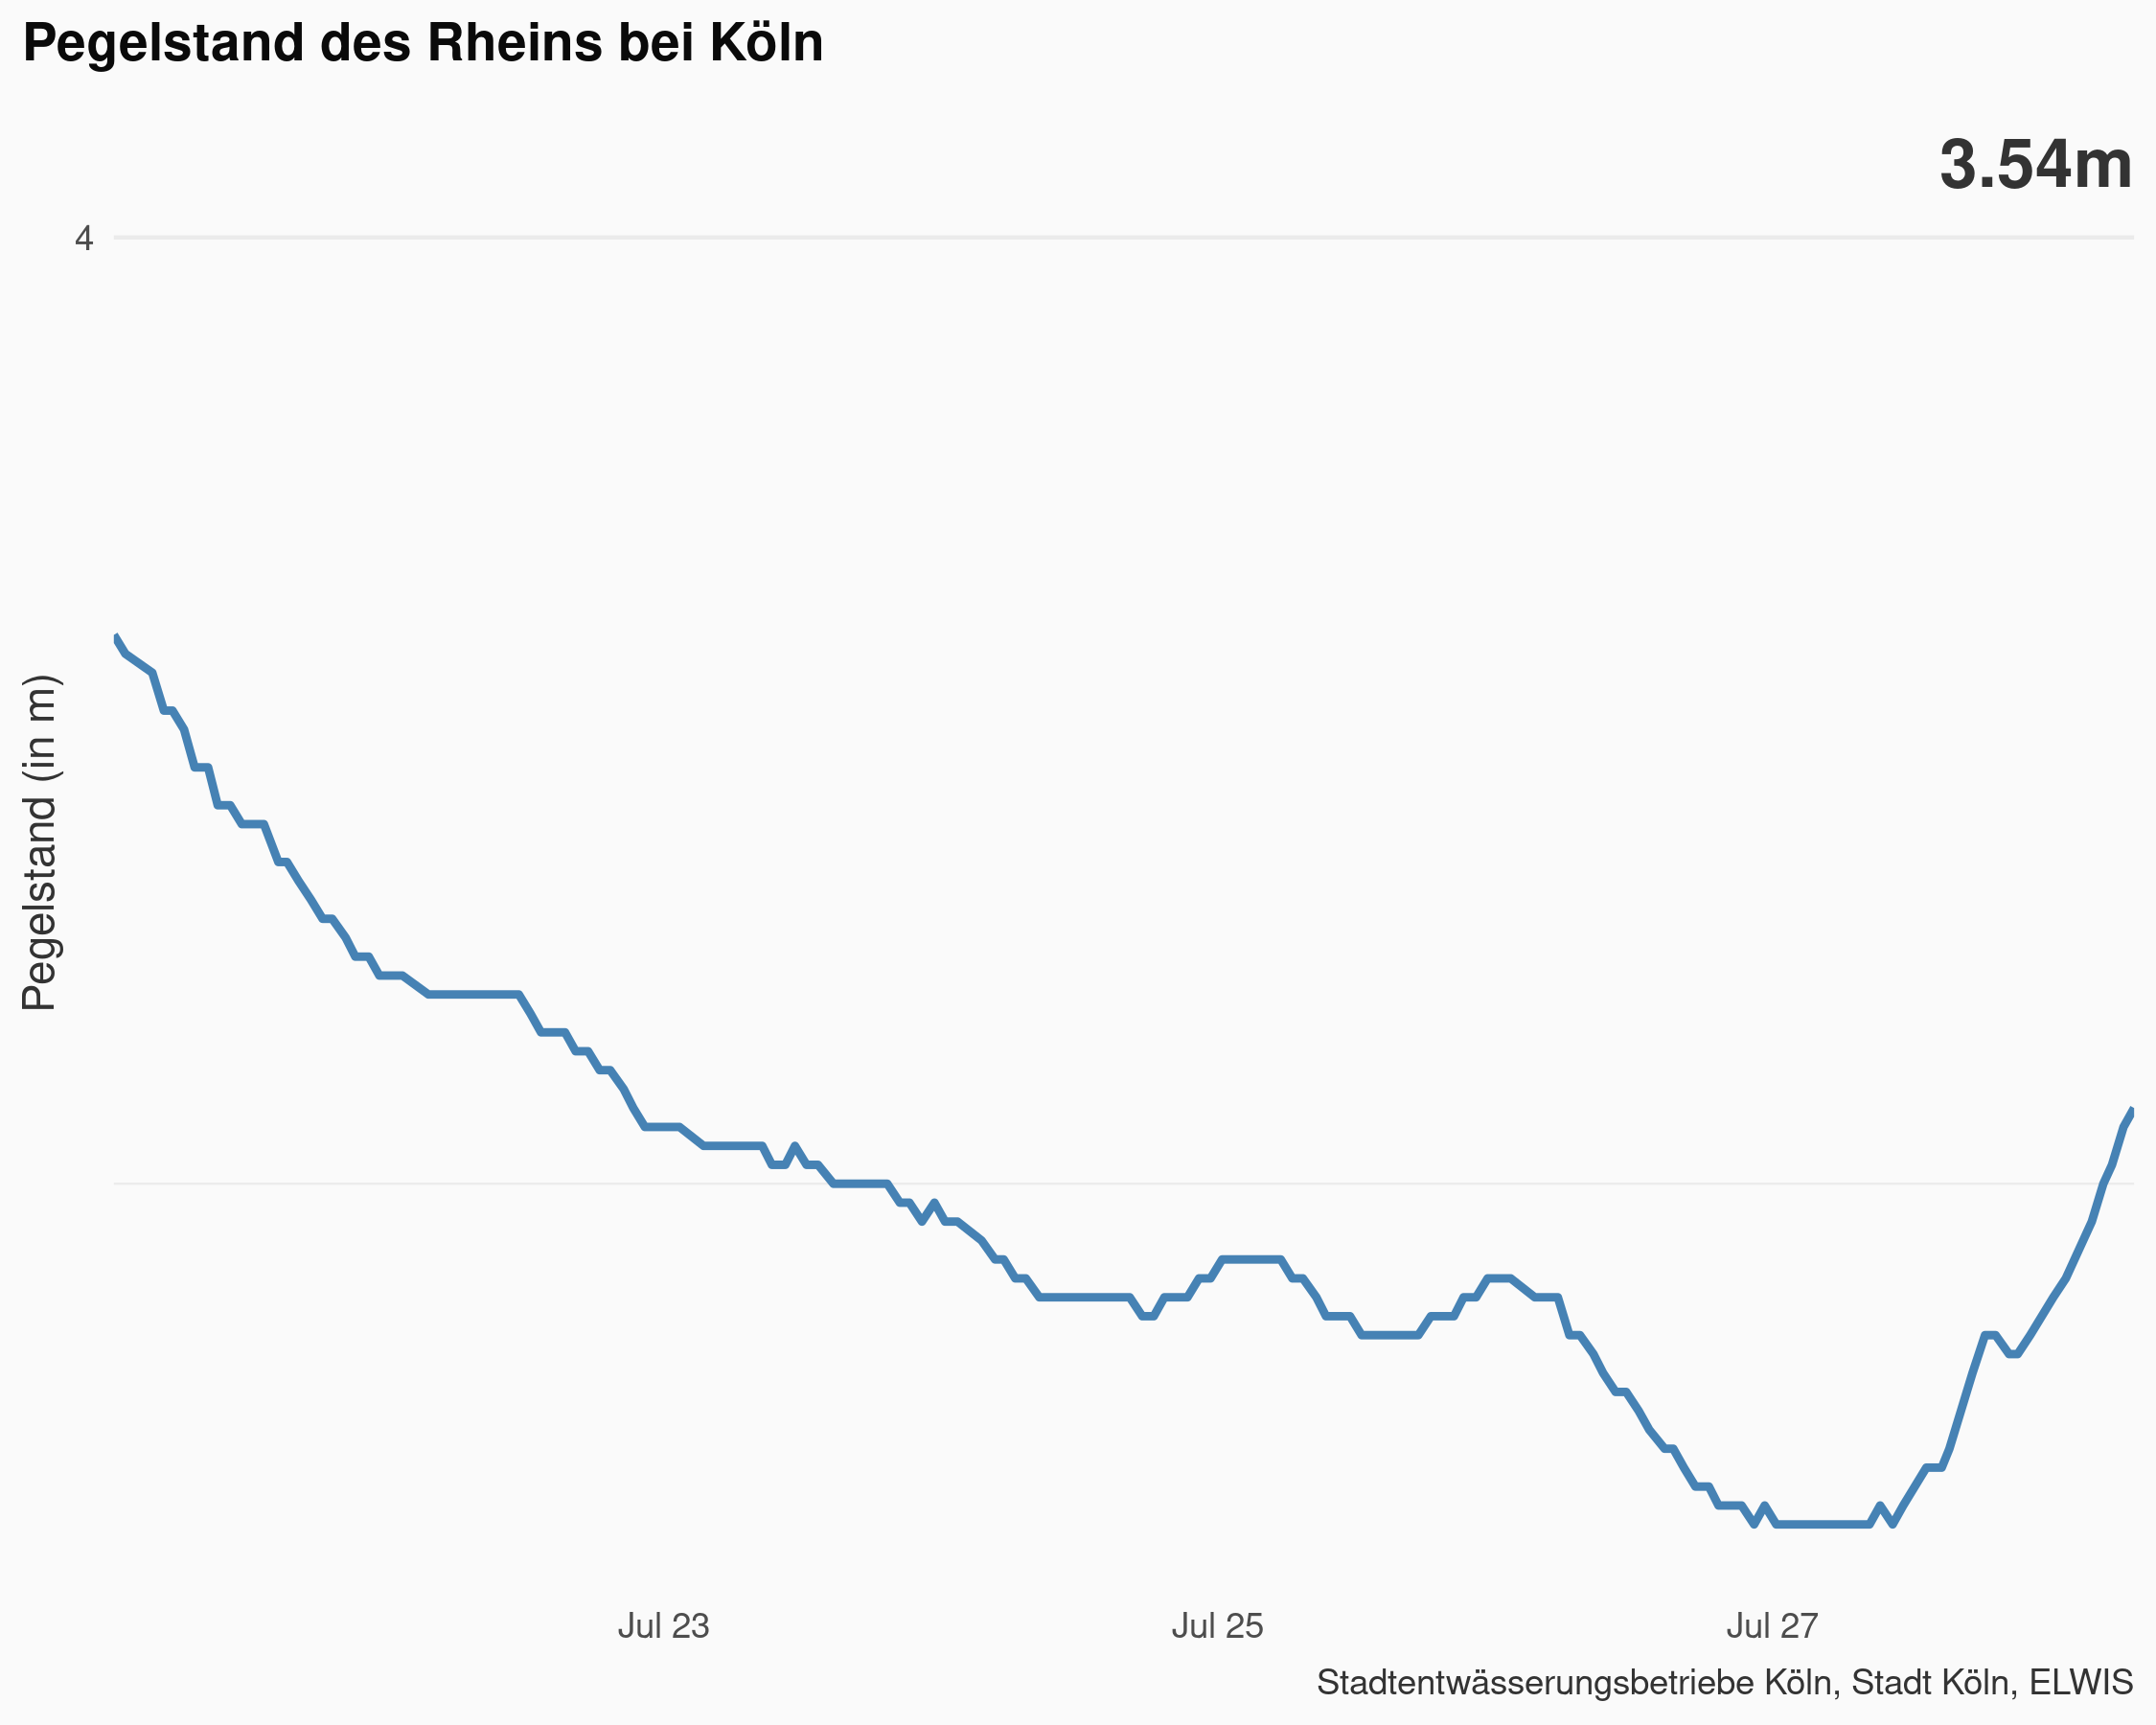 Pegelstand des Rheins bei Köln
3.54m
4
Pegelstand (in m)
Jul 23
Jul 25
Jul 27
Stadtentwässerungsbetriebe Köln, Stadt Köln, ELWIS